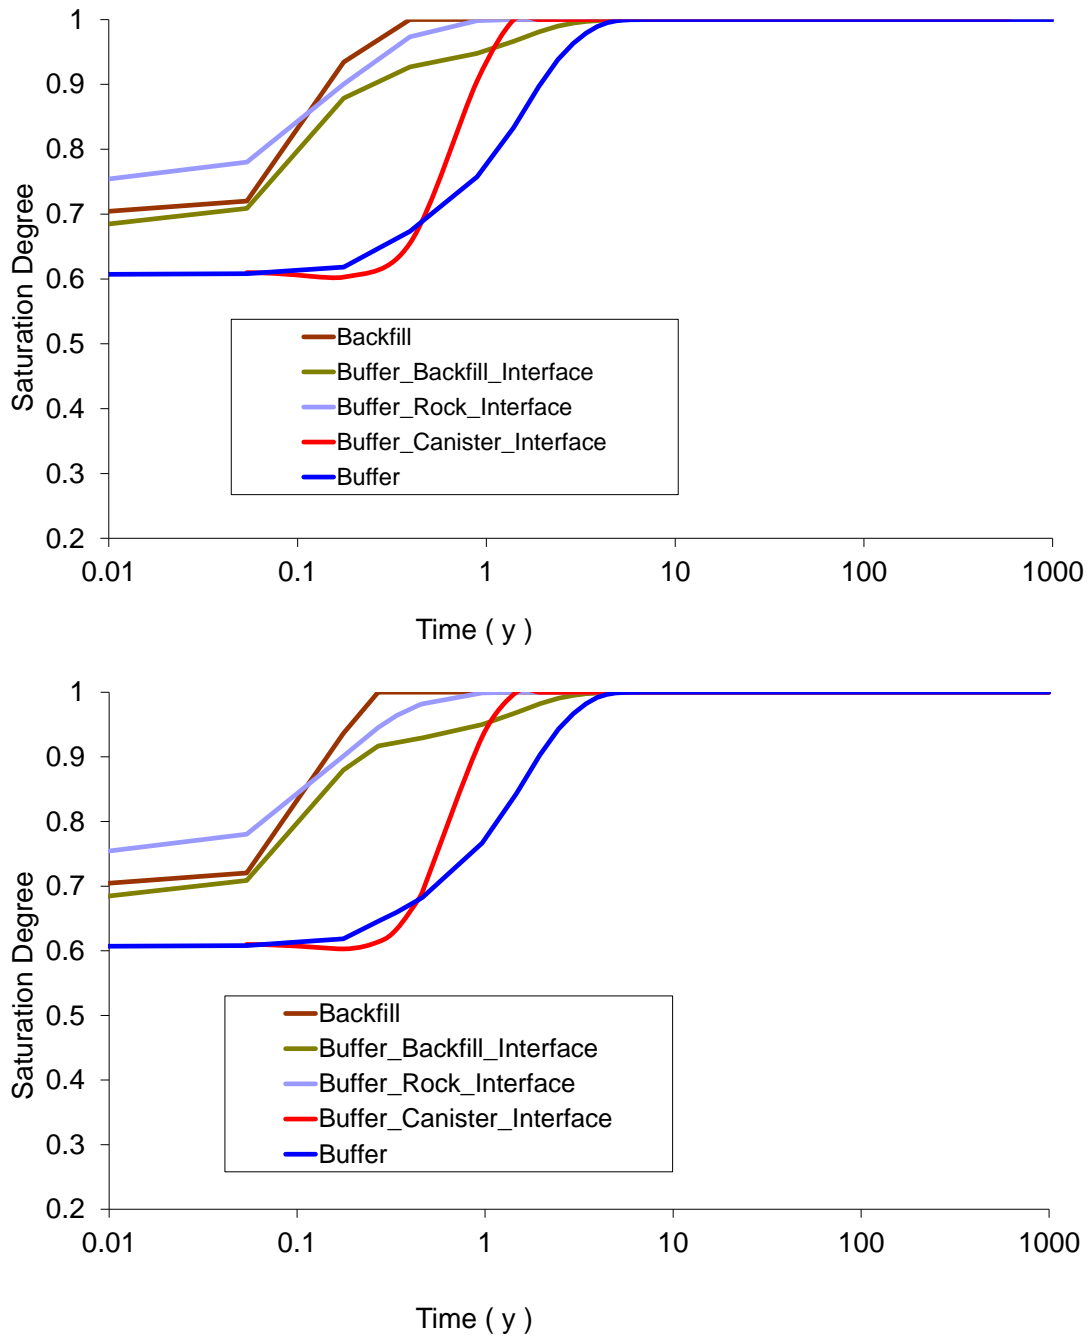 1
0.9
0.8
0.7
0.6
0.5
0.4
0.3
0.2
Saturation Degree
Backfill
Buffer_Backfill_Interface
Buffer_Rock_Interface
Buffer_Canister_Interface
Buffer
0.01 0.1 1 10 100 1000
Time ( y )
1
0.9
0.8
0.7
0.6
0.5
0.4
0.3
0.2
Saturation Degree
Backfill
Buffer_Backfill_Interface
Buffer_Rock_Interface
Buffer_Canister_Interface
Buffer
0.01 0.1 1 10 100 1000
Time ( y )